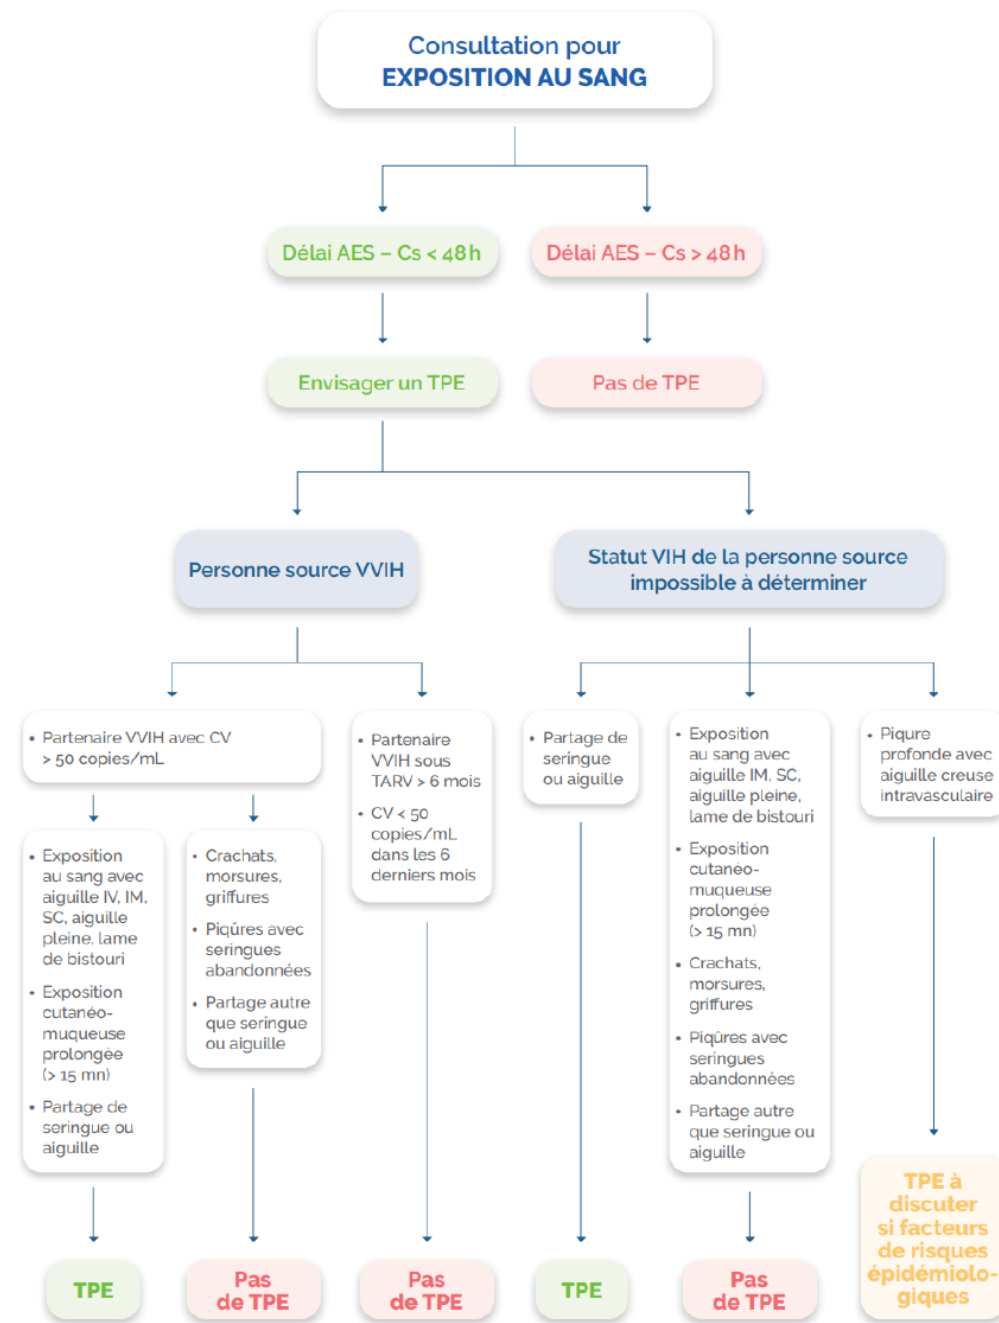 Consultation pour
EXPOSITION AU SANG
Délai AES – Cs < 48h
Délai AES – Cs > 48h
Envisager un TPE
Pas de TPE
Personne source VVIH
Statut VIH de la personne source
impossible à déterminer
• Partenaire VVIH avec CV
> 50 copies/mL
• Partenaire
VVIH sous
TARV > 6 mois
• CV < 50
copies/mL
dans les 6
derniers mois
• Partage de
seringue
ou aiguille
• Exposition
au sang avec
aiguille IM, SC,
aiguille pleine,
lame de bistouri
• Exposition
cutanéo-
muqueuse
prolongée
(> 15 mn)
• Crachats,
morsures,
griffures
• Piqûres avec
seringues
abandonnées
• Partage autre
que seringue ou
aiguille
• Piqure
profonde avec
aiguille creuse
intravasculaire
• Exposition
au sang avec
aiguille IV, IM,
SC, aiguille
pleine, lame
de bistouri
• Exposition
cutanéo-
muqueuse
prolongée
(> 15 mn)
• Partage de
seringue ou
aiguille
• Crachats,
morsures,
griffures
• Piqûres avec
seringues
abandonnées
• Partage autre
que seringue
ou aiguille
TPE
Pas
de TPE
Pas
de TPE
TPE
Pas
de TPE
TPE à
discuter
si facteurs
de risques
épidémiolo-
giques